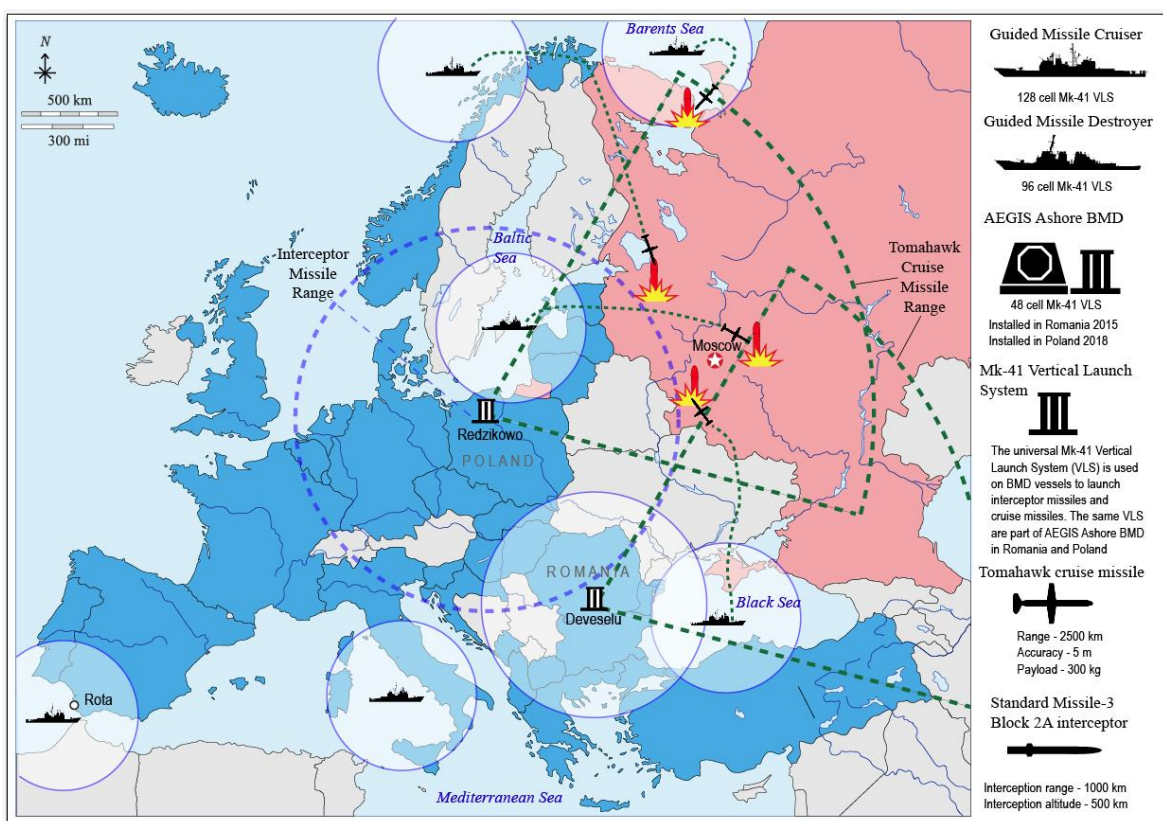 N
500 km
300 mi
Barents Sea
Baltic
Sea
Interceptor
Missile
Range
Moscow
Tomahawk
Cruise
Missile
Range
Redzikowo
POLAND
ROMANIA
Deveselu
Black Sea
Rota
Mediterranean Sea
Guided Missile Cruiser
128 cell Mk-41 VLS
Guided Missile Destroyer
96 cell Mk-41 VLS
AEGIS Ashore BMD
48 cell Mk-41 VLS
Installed in Romania 2015
Installed in Poland 2018
Mk-41 Vertical Launch
System
The universal Mk-41 Vertical
Launch System (VLS) is used
on BMD vessels to launch
interceptor missiles and
cruise missiles. The same VLS
are part of AEGIS Ashore BMD
in Romania and Poland
Tomahawk cruise missile
Range - 2500 km
Accuracy - 5 m
Payload - 300 kg
Standard Missile-3
Block 2A interceptor
Interception range - 1000 km
Interception altitude - 500 km